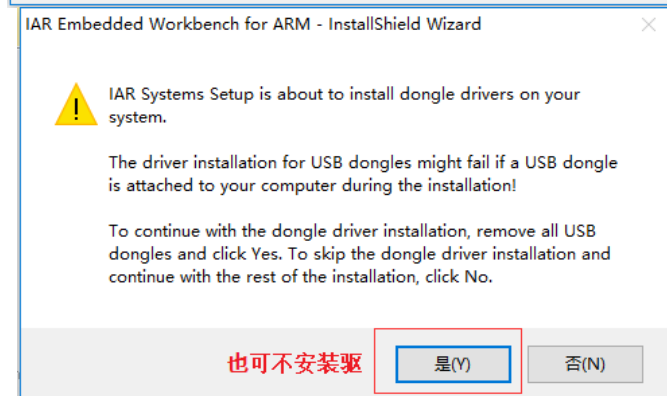 IAR Embedded Workbench for ARM - InstallShield Wizard
IAR Systems Setup is about to install dongle drivers on your
system.
The driver installation for USB dongles might fail if a USB dongle
is attached to your computer during the installation!
To continue with the dongle driver installation, remove all USB
dongles and click Yes. To skip the dongle driver installation and
continue with the rest of the installation, click No.
也可不安装驱 是(Y) 否(N)